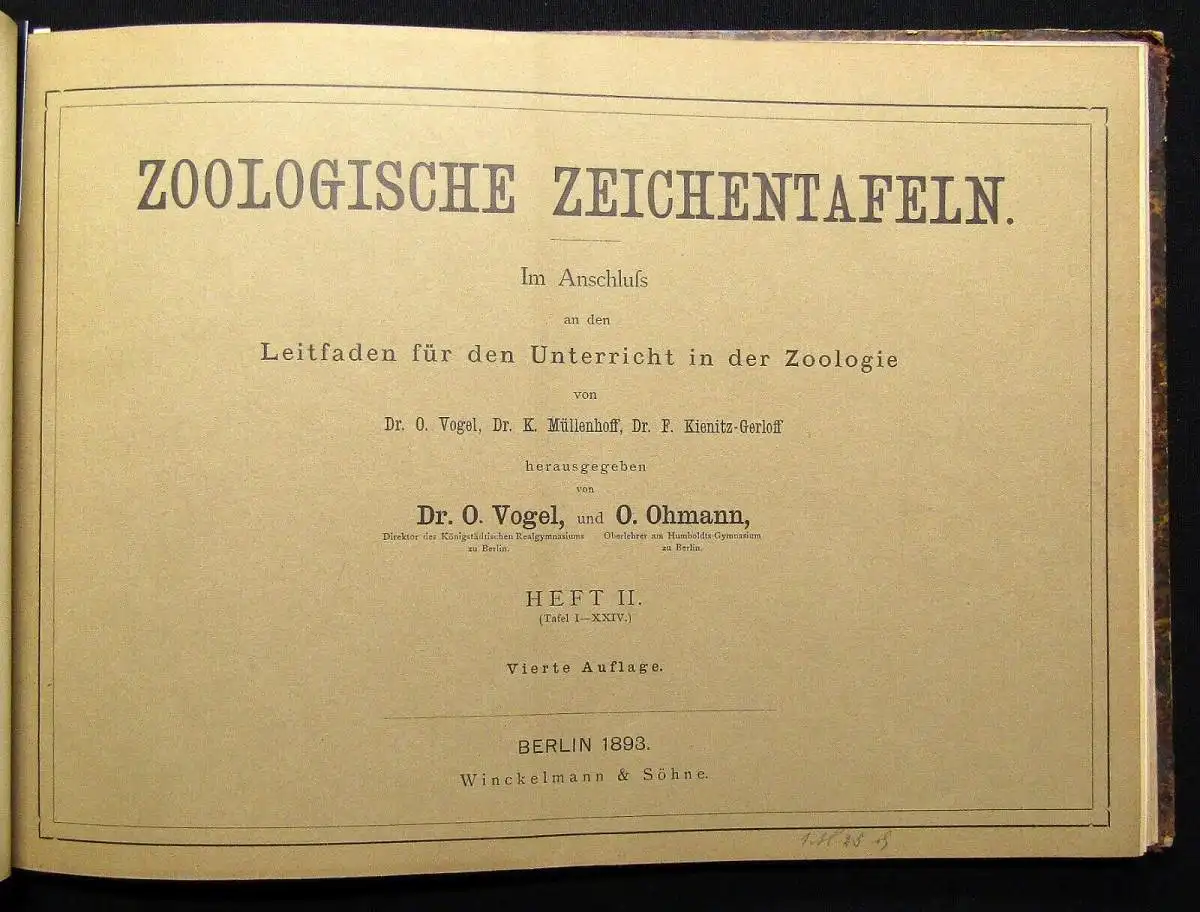 ZOOLOGISCHE ZEICHENTAFELN.
Im Anschluſs
an den
Leitfaden für den Unterricht in der Zoologie
von
Dr. O. Vogel, Dr. K. Müllenhoff, Dr. F. Kienitz-Gerloff
herausgegeben
von
Dr. O. Vogel, und O. Ohmann,
Direktor des Königstädtischen Realgymnasiums Oberlehrer am Humboldts-Gymnasium
zu Berlin. zu Berlin.
HEFT II.
(Tafel I—XXIV.)
Vierte Auflage.
BERLIN 1893.
Winckelmann & Söhne.